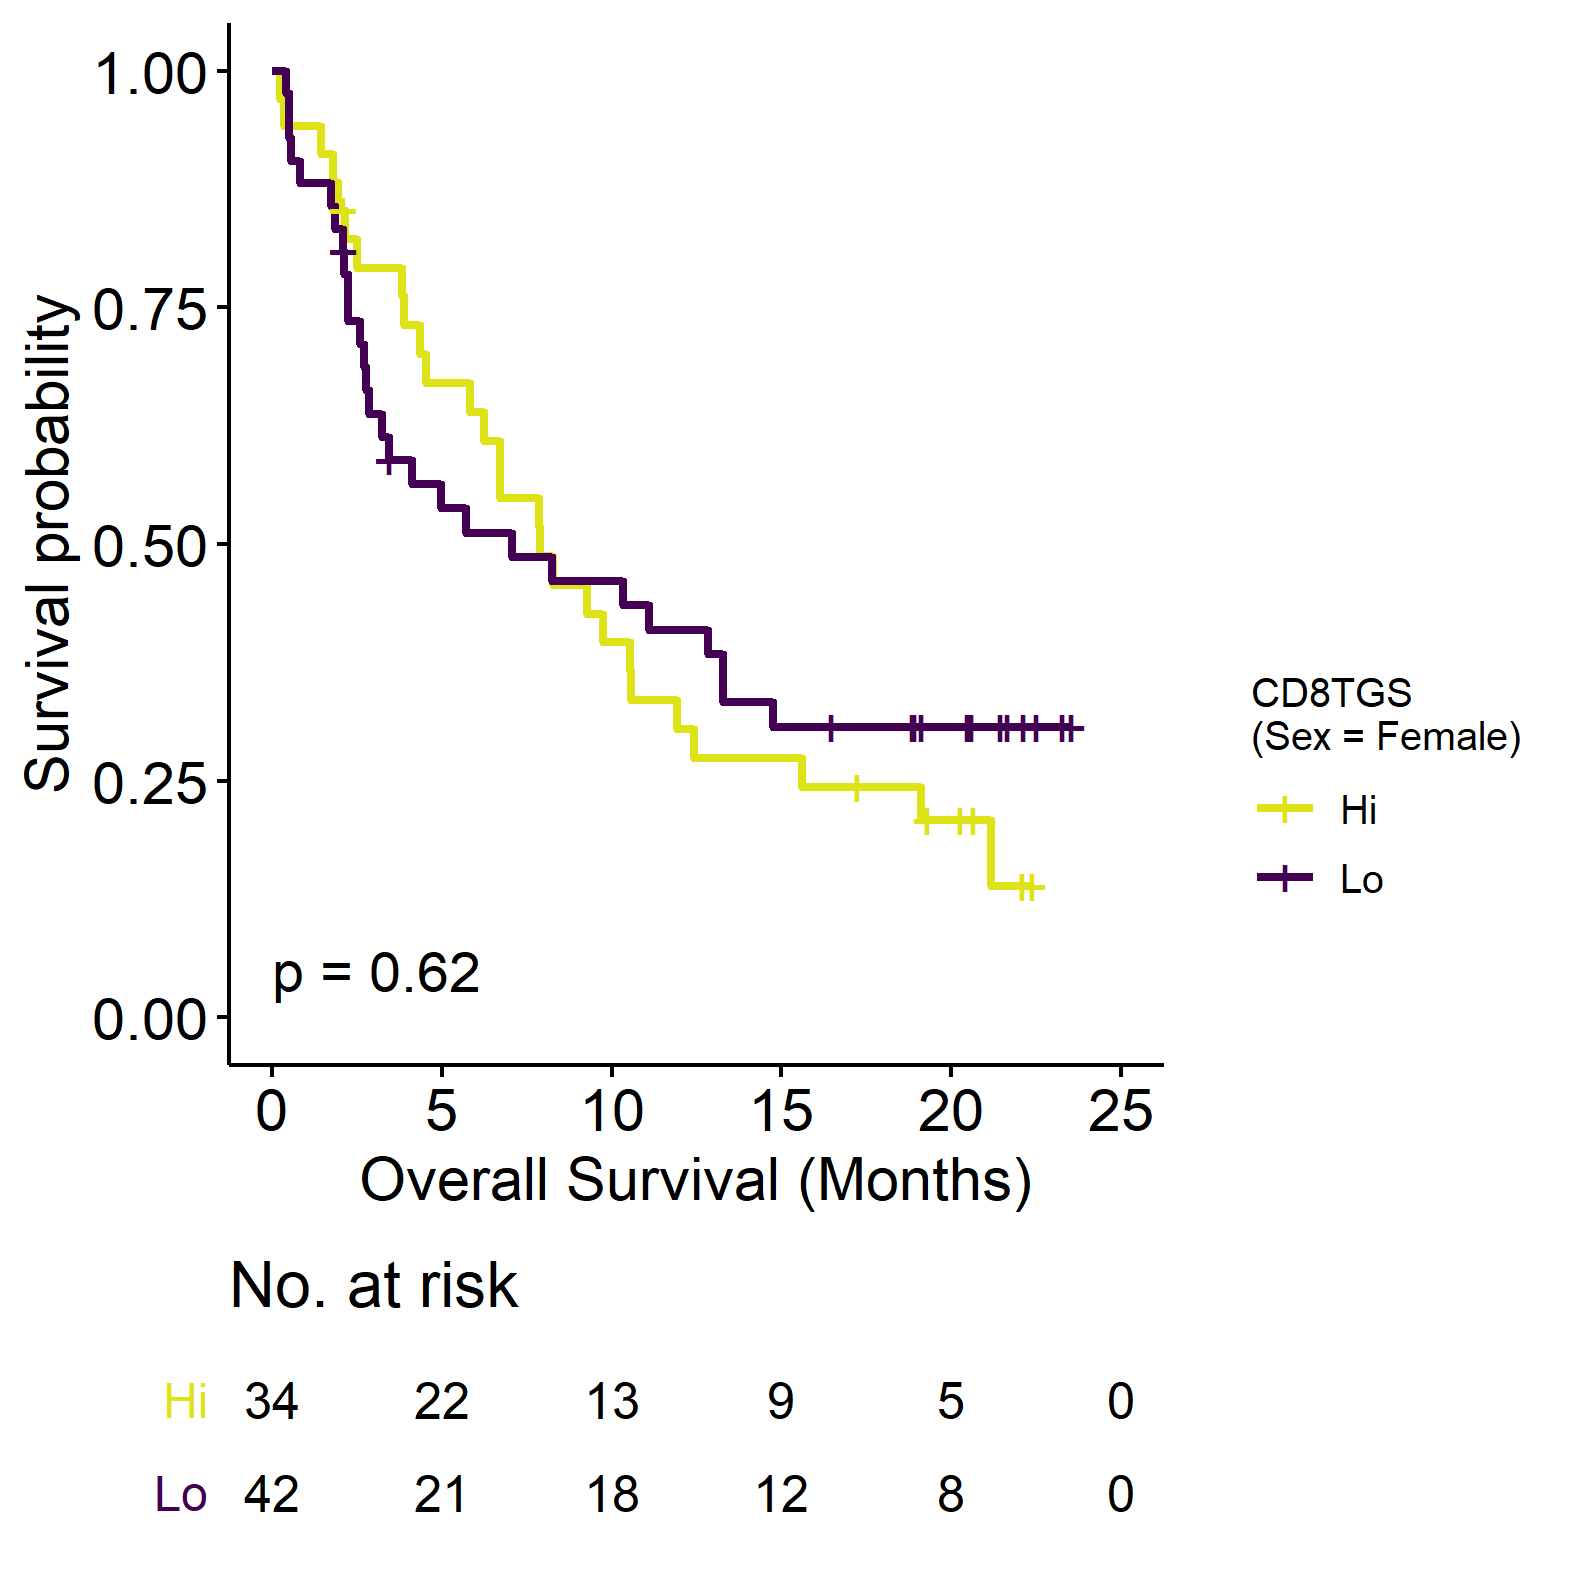 1.00
0.75
0.50
0.25
0.00
Survival probability
p = 0.62
0 5 10 15 20 25
Overall Survival (Months)
CD8TGS
(Sex = Female)
Hi
Lo
No. at risk
Hi 34 22 13 9 5 0
Lo 42 21 18 12 8 0